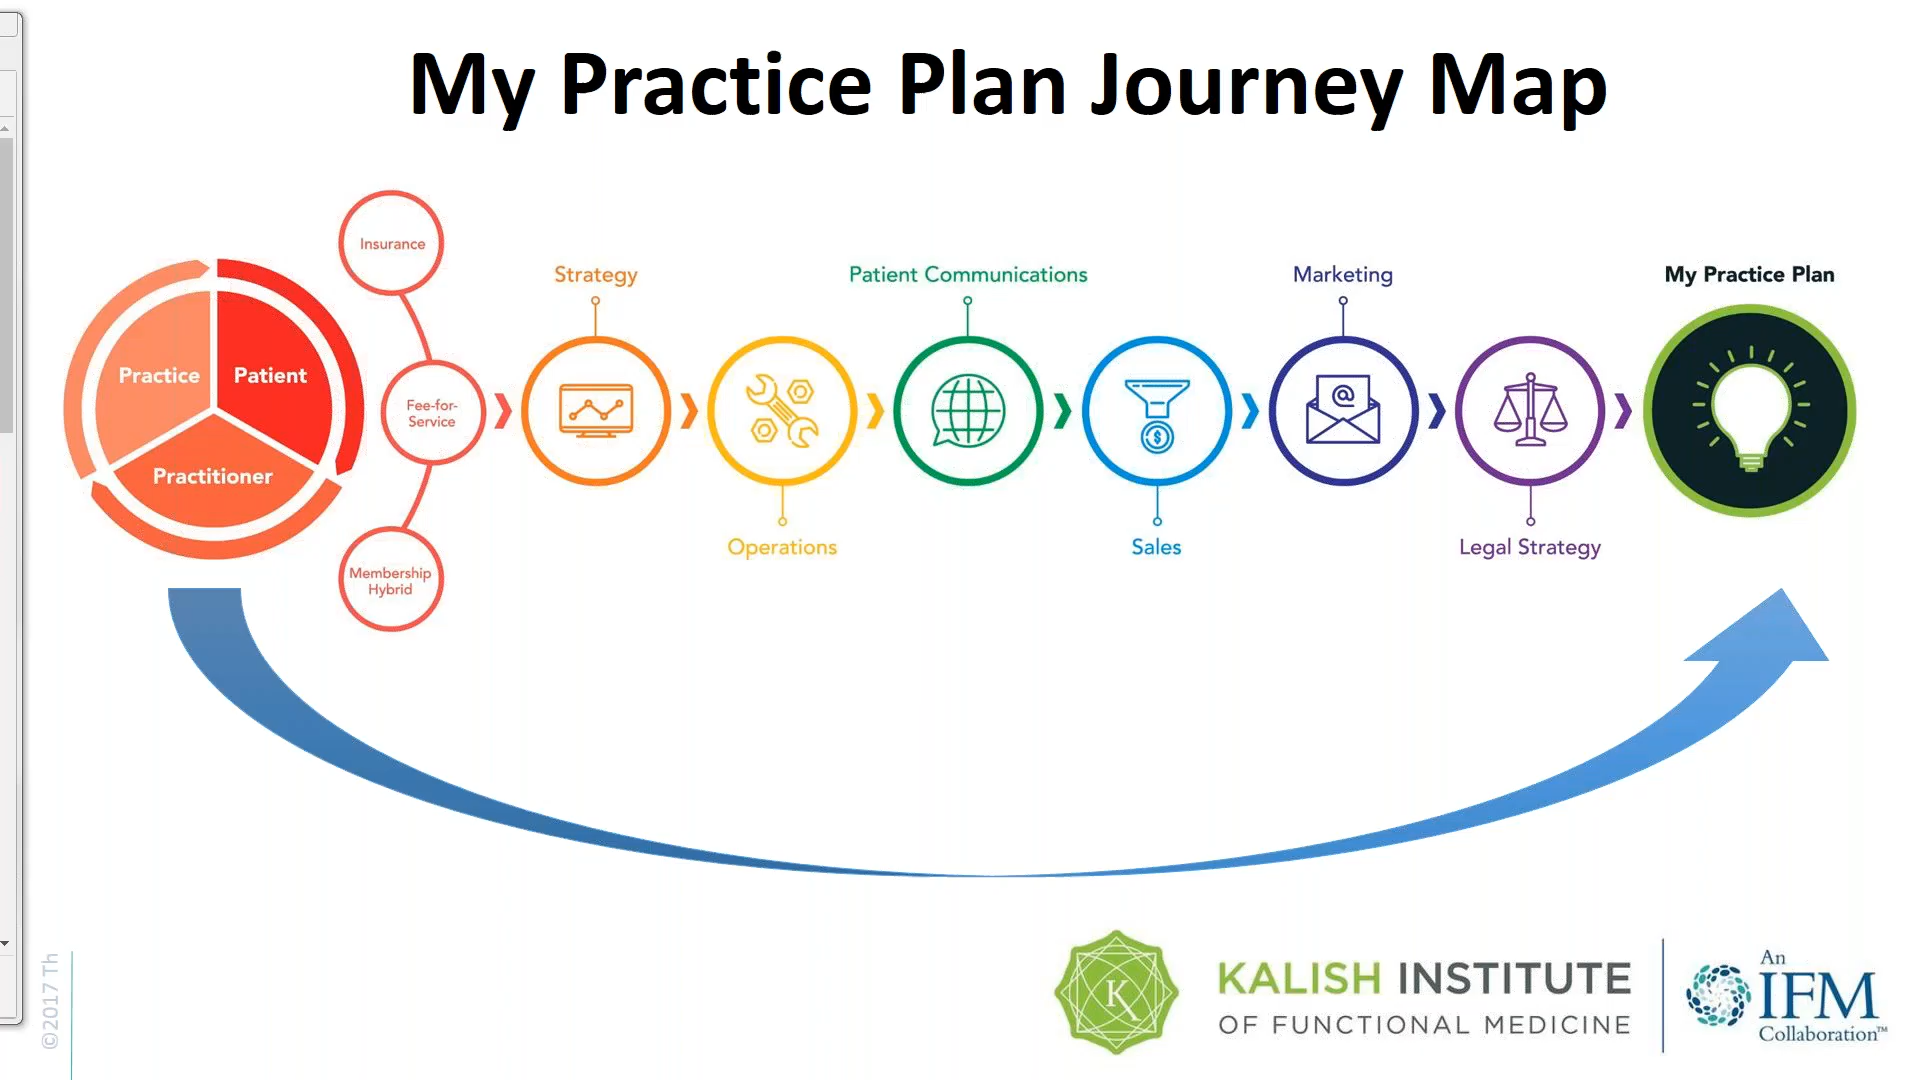 My Practice Plan Journey Map
Insurance
Practice
Patient
Practitioner
Fee-for-
Service
Membership
Hybrid
Strategy
Operations
Patient Communications
Sales
Marketing
@
Legal Strategy
My Practice Plan
$
©2017 Th
K
KALISH INSTITUTE
OF FUNCTIONAL MEDICINE
An
IFM
Collaboration™